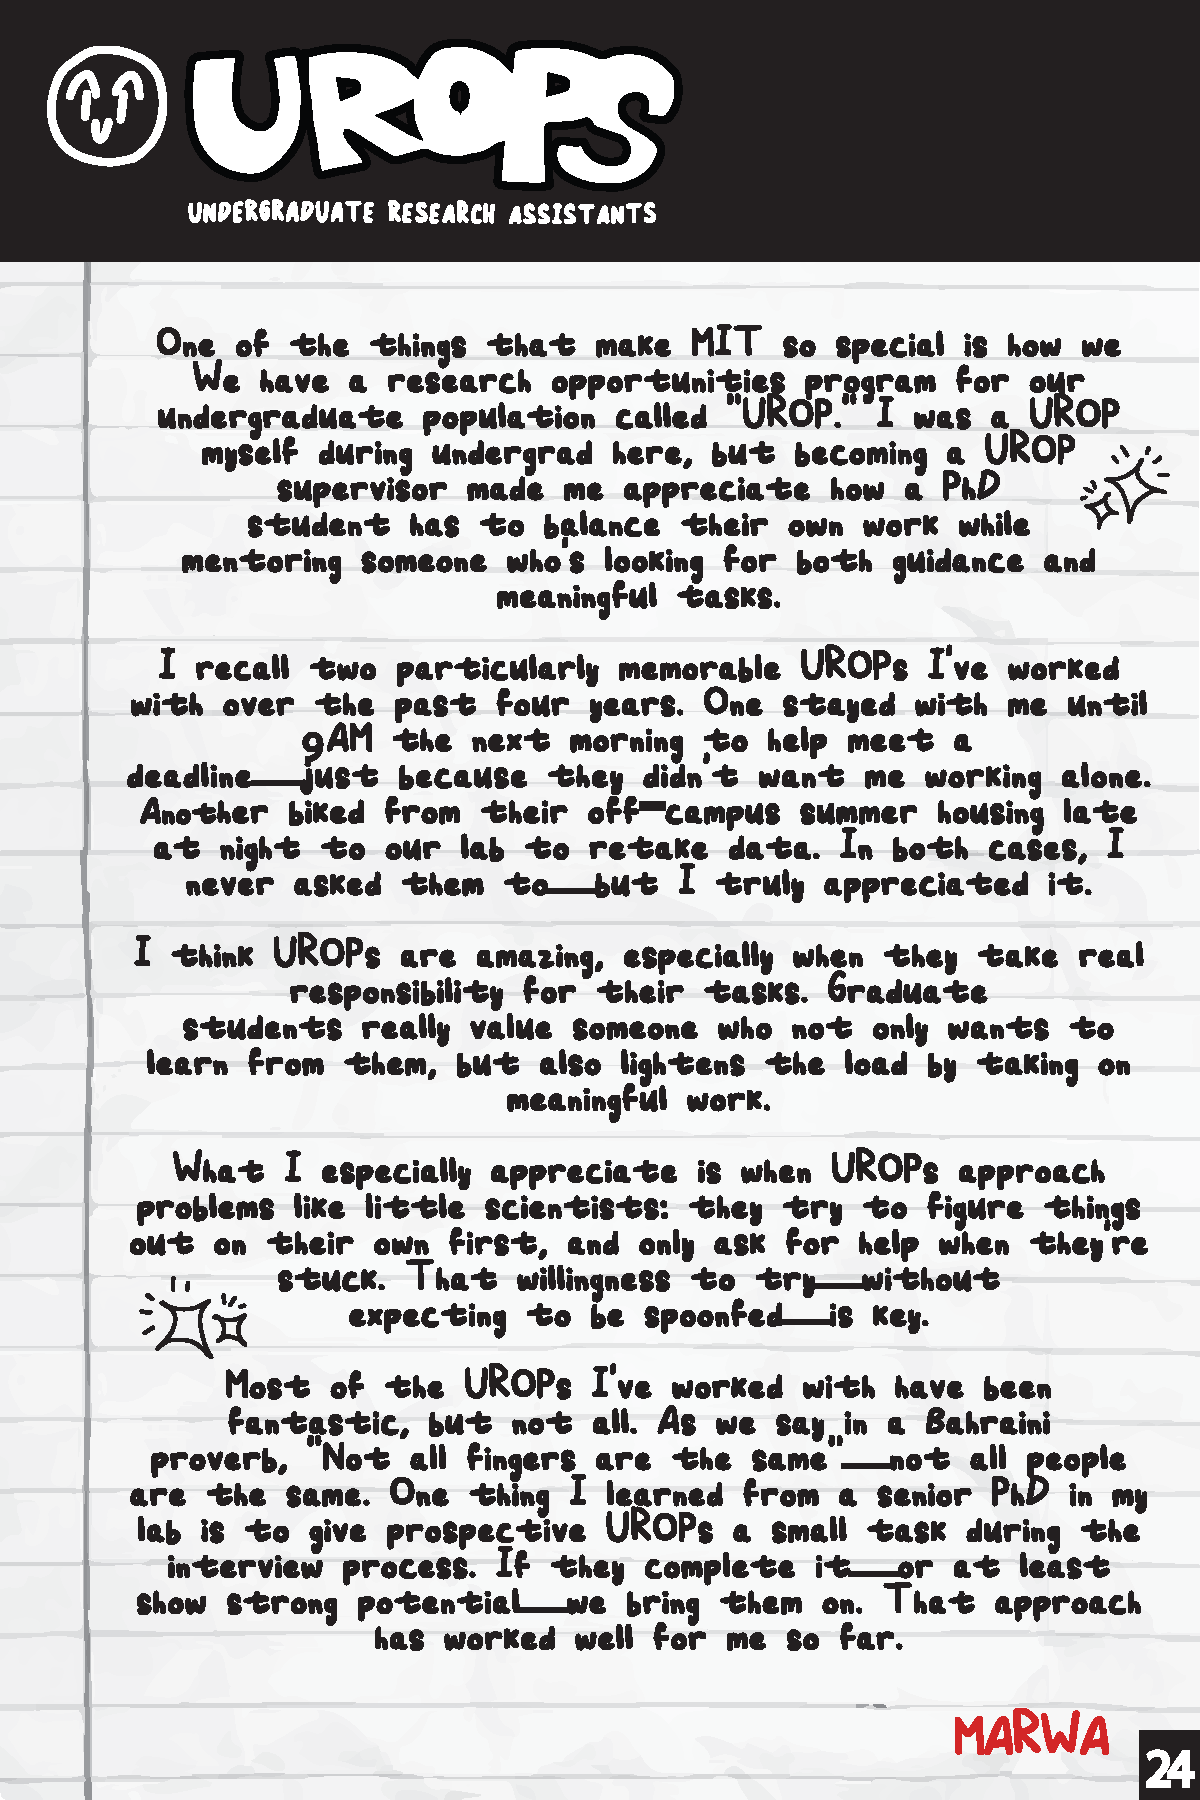 UROPS
UNDERGRADUATE RESEARCH ASSISTANTS
One of the things that make MIT so special is how we
We have a research opportunities program for our
undergraduate population called "UROP." I was a UROP
myself during undergrad here, but becoming a UROP
supervisor made me appreciate how a PhD
student has to balance their own work while
mentoring someone who's looking for both guidance and
meaningful tasks.
I recall two particularly memorable UROPs I've worked
with over the past four years. One stayed with me until
9AM the next morning to help meet a
deadline—just because they didn't want me working alone.
Another biked from their off-campus summer housing late
at night to our lab to retake data. In both cases, I
never asked them to—but I truly appreciated it.
I think UROPs are amazing, especially when they take real
responsibility for their tasks. Graduate
students really value someone who not only wants to
learn from them, but also lightens the load by taking on
meaningful work.
What I especially appreciate is when UROPs approach
problems like little scientists: they try to figure things
out on their own first, and only ask for help when they're
stuck. That willingness to try—without
expecting to be spoonfed—is key.
Most of the UROPs I've worked with have been
fantastic, but not all. As we say in a Bahraini
proverb, "Not all fingers are the same"—not all people
are the same. One thing I learned from a senior PhD in my
lab is to give prospective UROPs a small task during the
interview process. If they complete it—or at least
show strong potential—we bring them on. That approach
has worked well for me so far.
MARWA
24